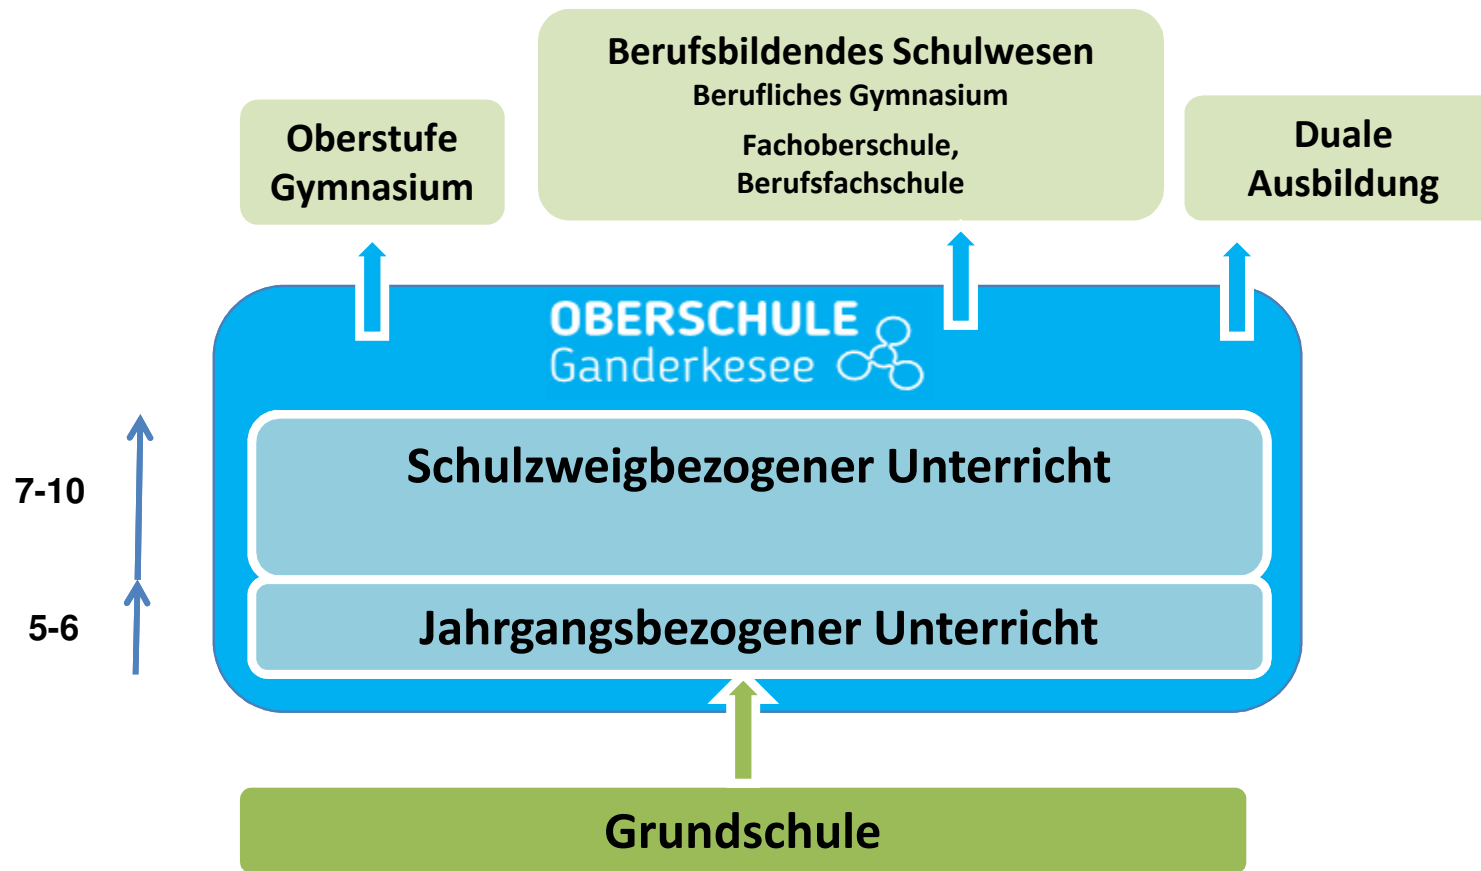 Berufsbildendes Schulwesen
Berufliches Gymnasium
Fachoberschule,
Berufsfachschule
Oberstufe
Gymnasium
Duale
Ausbildung
OBERSCHULE
Ganderkesee
7-10
Schulzweigbezogener Unterricht
5-6
Jahrgangsbezogener Unterricht
Grundschule